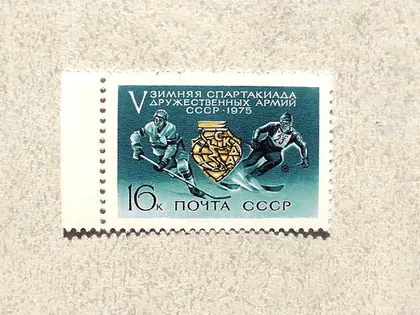 V ЗИМНЯЯ СПАРТАКИАДА
ДРУЖЕСТВЕННЫХ АРМИЙ
СССР·1975
16к ПОЧТА СССР